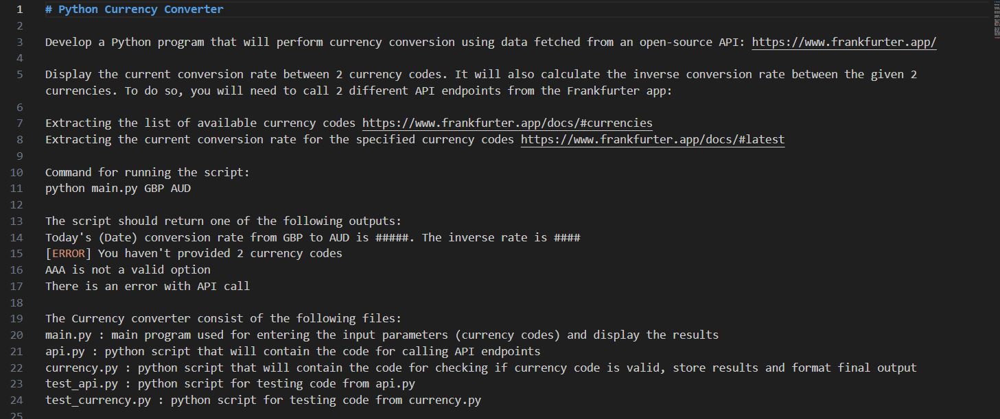 1 # Python Currency Converter
2
3 Develop a Python program that will perform currency conversion using data fetched from an open-source API: https://www.frankfurter.app/
4
5 Display the current conversion rate between 2 currency codes. It will also calculate the inverse conversion rate between the given 2
currencies. To do so, you will need to call 2 different API endpoints from the Frankfurter app:
6
7 Extracting the list of available currency codes https://www.frankfurter.app/docs/#currencies
8 Extracting the current conversion rate for the specified currency codes https://www.frankfurter.app/docs/#latest
9
10 Command for running the script:
11 python main.py GBP AUD
12
13 The script should return one of the following outputs:
14 Today's (Date) conversion rate from GBP to AUD is #####. The inverse rate is ####
15 [ERROR] You haven't provided 2 currency codes
16 AAA is not a valid option
17 There is an error with API call
18
19 The Currency converter consist of the following files:
20 main.py : main program used for entering the input parameters (currency codes) and display the results
21 api.py : python script that will contain the code for calling API endpoints
22 currency.py : python script that will contain the code for checking if currency code is valid, store results and format final output
23 test_api.py : python script for testing code from api.py
24 test_currency.py : python script for testing code from currency.py
25